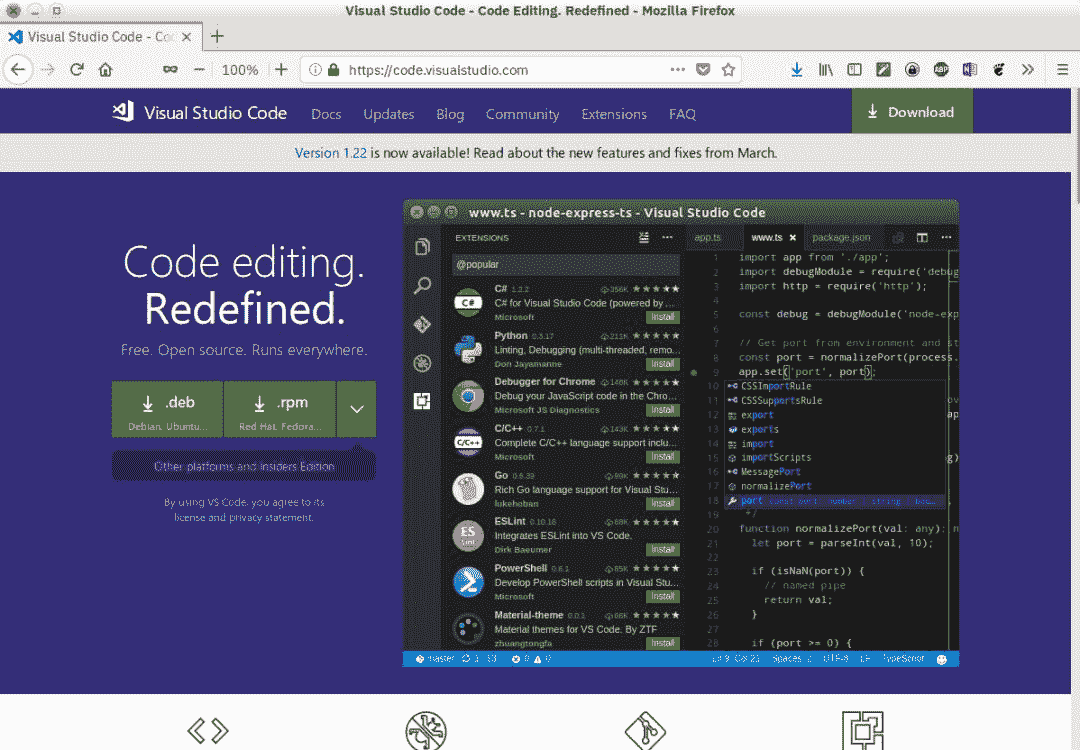 Visual Studio Code - Code Editing. Redefined - Mozilla Firefox
Visual Studio Code - Co
100% https://code.visualstudio.com
Visual Studio Code Docs Updates Blog Community Extensions FAQ Download
Version 1.22 is now available! Read about the new features and fixes from March.
Code editing.
Redefined.
Free. Open source. Runs everywhere.
.deb
Debian, Ubuntu...
.rpm
Red Hat, Fedora...
Other platforms and Insiders Edition
By using VS Code, you agree to its
license and privacy statement.
www.ts - node-express-ts - Visual Studio Code
EXTENSIONS
@popular
C# 1.2.2 356K
C# for Visual Studio Code (powered by ...
Microsoft Install
Python 0.3.17 211K
Linting, Debugging (multi-threaded, remo...
Don Jayamanne Install
Debugger for Chrome 148K
Debug your JavaScript code in the Chro...
Microsoft JS Diagnostics Install
C/C++ 0.7.1 143K
Complete C/C++ language support inclu...
Microsoft Install
Go 0.6.39 99K
Rich Go language support for Visual Stu...
lukehoban Install
ESLint 0.10.18 88K
Integrates ESLint into VS Code.
Dirk Baeumer Install
PowerShell 0.6.1 85K
Develop PowerShell scripts in Visual Stu...
Microsoft Install
Material-theme 0.0.1 66K
Material themes for VS Code. By ZTF
zhuangtongfa Install
app.ts www.ts package.json
1 import app from './app';
2 import debugModule = require('debug
3 import http = require('http');
4
5 const debug = debugModule('node-exp
6
7 // Get port from environment and st
8 const port = normalizePort(process.
9 app.set('port', port);
10 CSSImportRule
11 CSSSupportsRule
12 export
13 exports
14 import
15 importScripts
16 MessagePort
17 normalizePort
18 port const port: number | string | boo...
19 */
20 function normalizePort(val: any): n
21 let port = parseInt(val, 10);
22
23 if (isNaN(port)) {
24 // named pipe
25 return val;
26 }
27
28 if (port >= 0) {
master 0 0 Ln 9 Col 21 Spaces: 2 UTF-8 LF TypeScript